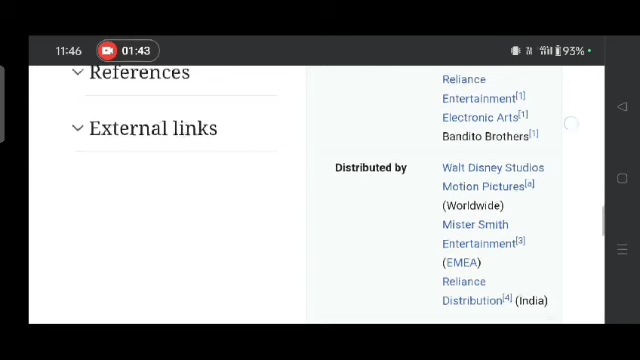 11:46
01:43
93%
References
External links
Reliance
Entertainment[1]
Electronic Arts[1]
Bandito Brothers[1]
Distributed by
Walt Disney Studios
Motion Pictures[a]
(Worldwide)
Mister Smith
Entertainment[3]
(EMEA)
Reliance
Distribution[4] (India)